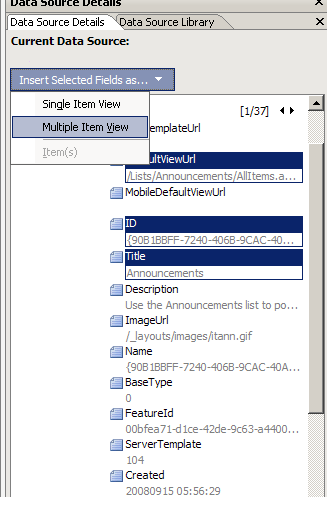 Data Source Details
Data Source Details Data Source Library
Current Data Source:
Insert Selected Fields as...
Single Item View
[1/37]
Multiple Item View
emplateUrl
Item(s)
faultViewUrl
/Lists/Announcements/AllItems.a...
MobileDefaultViewUrl
ID
{90B1BBFF-7240-406B-9CAC-40...
Title
Announcements
Description
Use the Announcements list to po...
ImageUrl
/_layouts/images/itann.gif
Name
{90B1BBFF-7240-406B-9CAC-40A...
BaseType
0
FeatureId
00bfea71-d1ce-42de-9c63-a4400...
ServerTemplate
104
Created
20080915 05:56:29